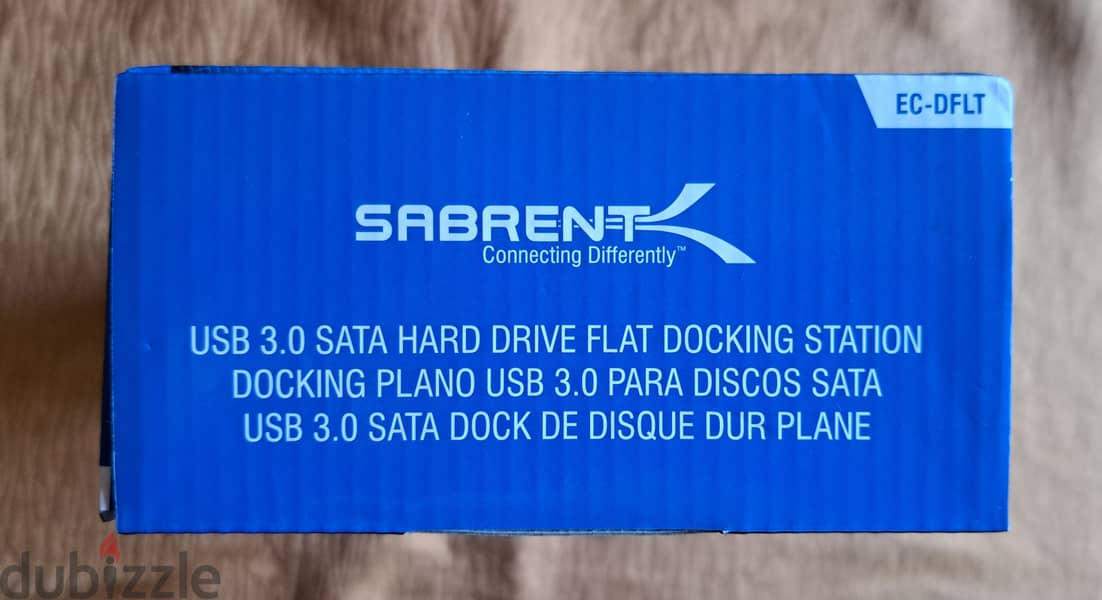 EC-DFLT
SABRENT
Connecting Differently™
USB 3.0 SATA HARD DRIVE FLAT DOCKING STATION
DOCKING PLANO USB 3.0 PARA DISCOS SATA
USB 3.0 SATA DOCK DE DISQUE DUR PLANE
dubizzle